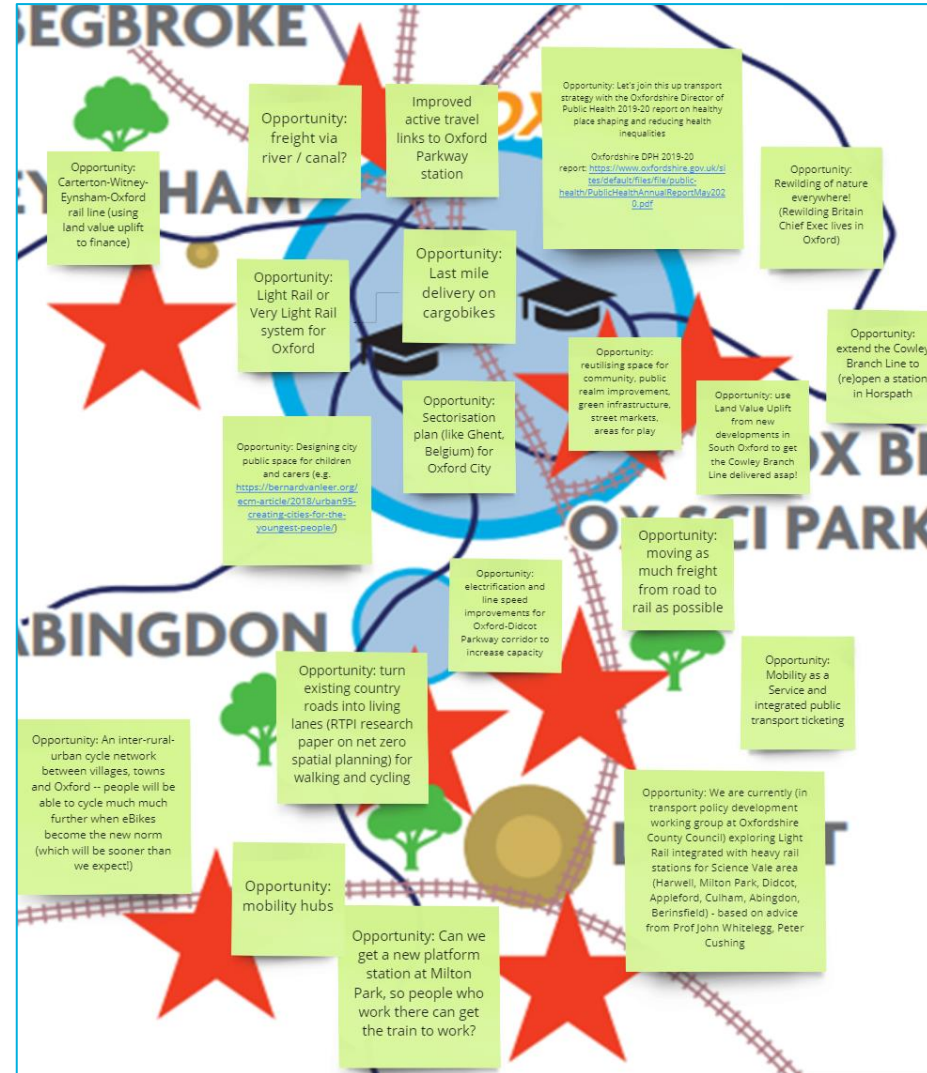 BEGBROKE
Opportunity:
freight via
river / canal?
Improved
active travel
links to Oxford
Parkway
station
OX
Opportunity: Let's join this up transport
strategy with the Oxfordshire Director of
Public Health 2019-20 report on healthy
place shaping and reducing health
inequalities
Oxfordshire DPH 2019-20
report: https://www.oxfordshire.gov.uk/si
tes/default/files/file/public-
health/PublicHealthAnnualReportMay202
0.pdf
Opportunity:
Carterton-Witney-
Eynsham-Oxford
rail line (using
land value uplift
to finance)
EY
HAM
Opportunity:
Rewilding of nature
everywhere!
(Rewilding Britain
Chief Exec lives in
Oxford)
Opportunity:
Light Rail or
Very Light Rail
system for
Oxford
Opportunity:
Last mile
delivery on
cargobikes
Opportunity:
reutilising space for
community, public
realm improvement,
green infrastructure,
street markets,
areas for play
Opportunity:
extend the Cowley
Branch Line to
(re)open a station
in Horspath
Opportunity: use
Land Value Uplift
from new
developments in
South Oxford to get
the Cowley Branch
Line delivered asap!
Opportunity:
Sectorisation
plan (like Ghent,
Belgium) for
Oxford City
Opportunity: Designing city
public space for children
and carers (e.g.
https://bernardvanleer.org/
ecm-article/2018/urban95-
creating-cities-for-the-
youngest-people/)
OX B
OX SCI PARK
Opportunity:
moving as
much freight
from road to
rail as possible
Opportunity:
electrification and
line speed
improvements for
Oxford-Didcot
Parkway corridor to
increase capacity
ABINGDON
Opportunity: turn
existing country
roads into living
lanes (RTPI research
paper on net zero
spatial planning) for
walking and cycling
Opportunity:
Mobility as a
Service and
integrated public
transport ticketing
Opportunity: An inter-rural-
urban cycle network
between villages, towns
and Oxford -- people will be
able to cycle much much
further when eBikes
become the new norm
(which will be sooner than
we expect!)
Opportunity: We are currently (in
transport policy development
working group at Oxfordshire
County Council) exploring Light
Rail integrated with heavy rail
stations for Science Vale area
(Harwell, Milton Park, Didcot,
Appleford, Culham, Abingdon,
Berinsfield) - based on advice
from Prof John Whitelegg, Peter
Cushing
D
T
Opportunity:
mobility hubs
Opportunity: Can we
get a new platform
station at Milton
Park, so people who
work there can get
the train to work?